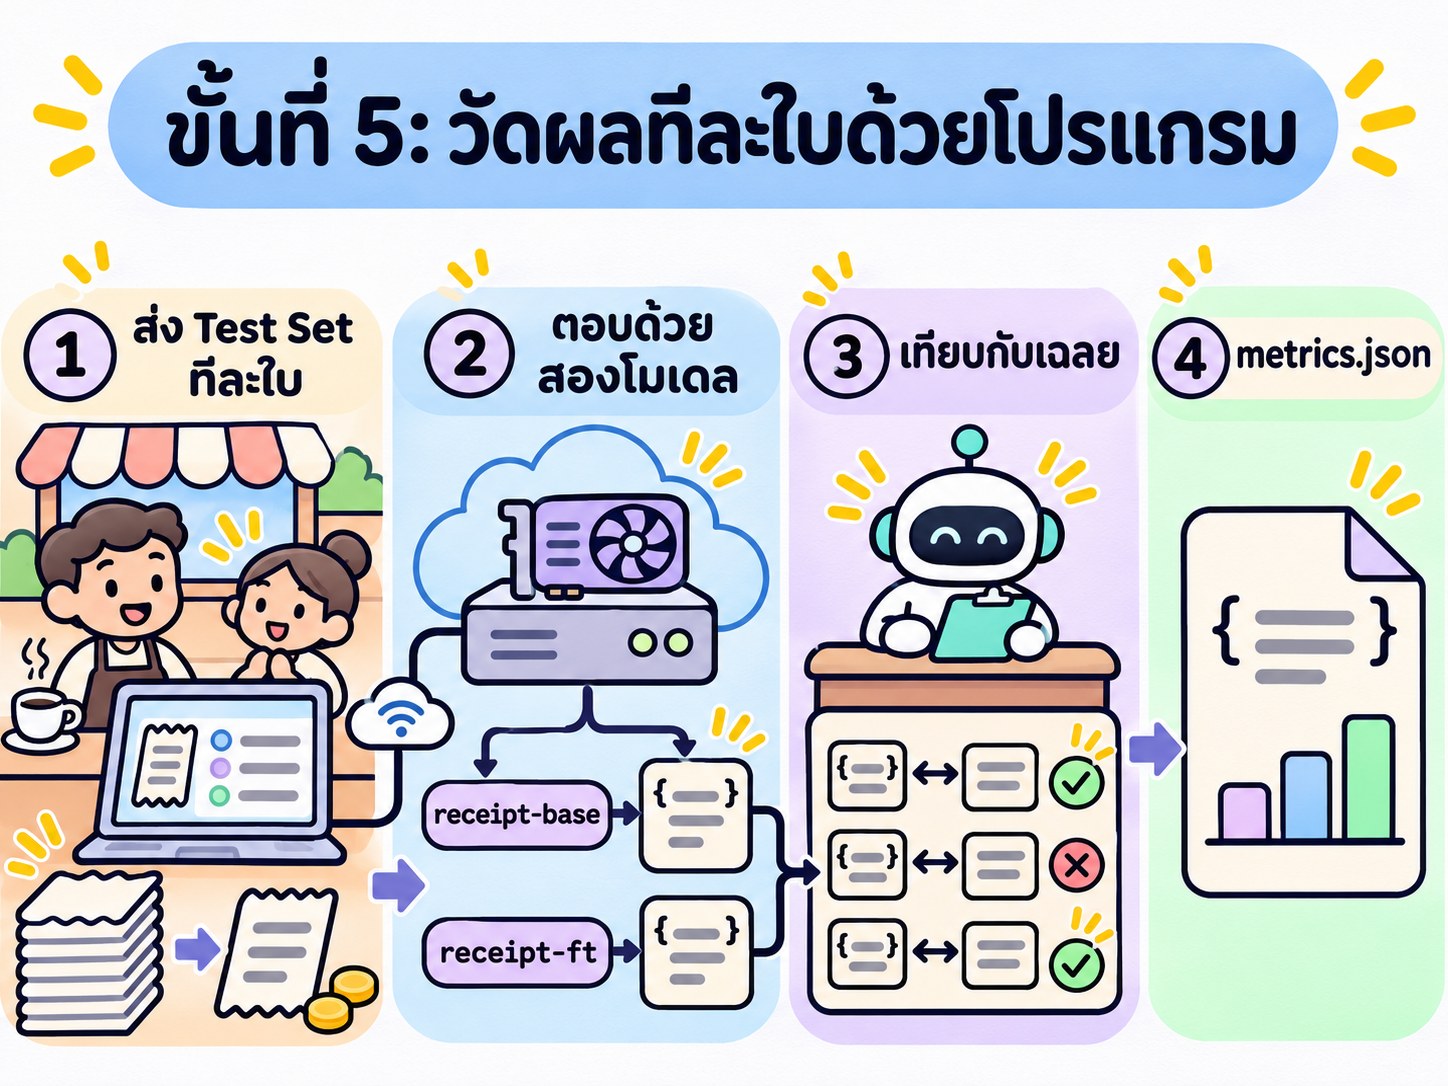 ขั้นที่ 5: วัดผลทีละใบด้วยโปรแกรม
1
ส่ง Test Set
ทีละใบ
2
ตอบด้วย
สองโมเดล
3
เทียบกับเฉลย
4
metrics.json
receipt-base
receipt-ft